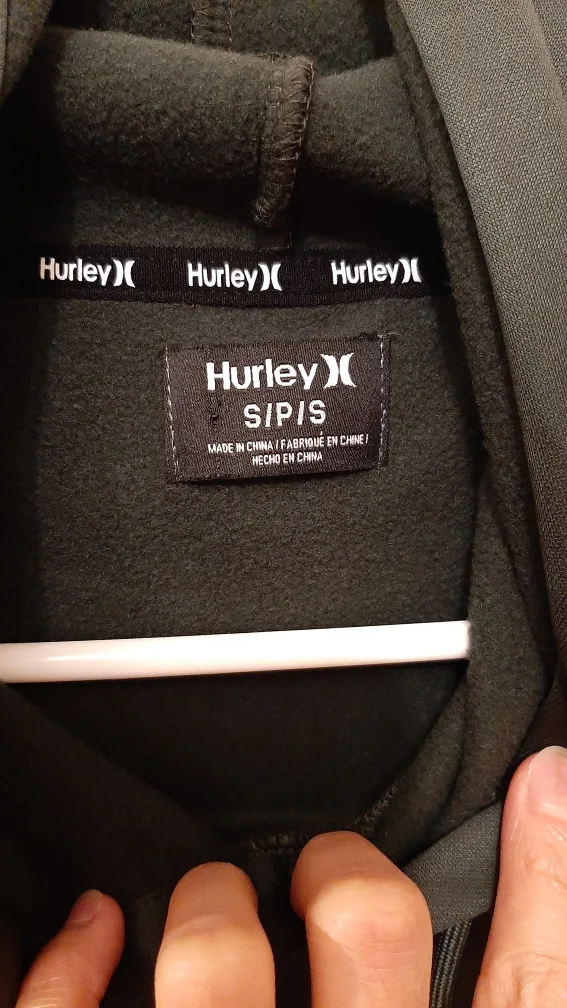 Hurley Hurley Hurley
Hurley
S/P/S
MADE IN CHINA / FABRIQUÉ EN CHINE /
HECHO EN CHINA